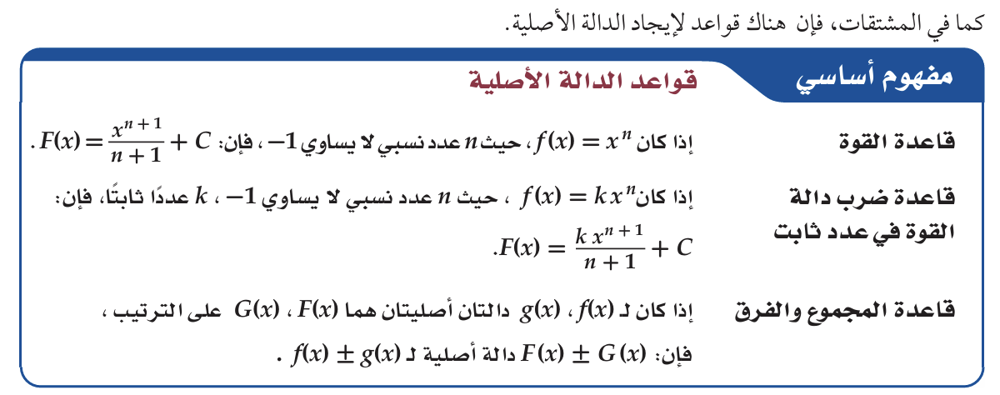 كما في المشتقات، فإن هناك قواعد لإيجاد الدالة الأصلية.
مفهوم أساسي
قواعد الدالة الأصلية
قاعدة القوة
إذا كان f(x) = x^n، حيث n عدد نسبي لا يساوي 1−، فإن: F(x) = \frac{x^{n+1}}{n+1} + C.
قاعدة ضرب دالة
القوة في عدد ثابت
إذا كان f(x) = kx^n، حيث n عدد نسبي لا يساوي 1−، k عددًا ثابتًا، فإن:
F(x) = \frac{k x^{n+1}}{n+1} + C.
قاعدة المجموع والفرق
إذا كان لـ f(x)، g(x) دالتان أصليتان هما F(x)، G(x) على الترتيب،
فإن: F(x) ± G(x) دالة أصلية لـ f(x) ± g(x).